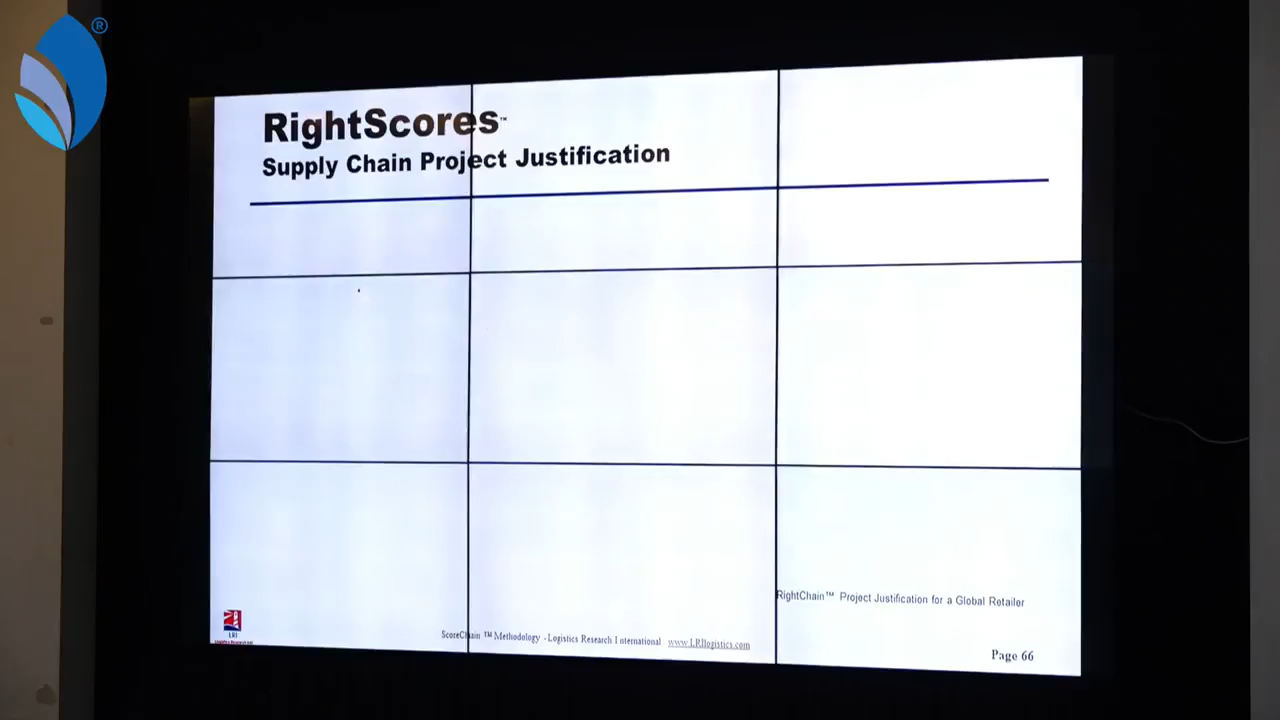 ®
RightScores™
Supply Chain Project Justification
RightChain™ Project Justification for a Global Retailer
LRI
ScoreChain ™ Methodology - Logistics Research International www.LRIlogistics.com
Page 66